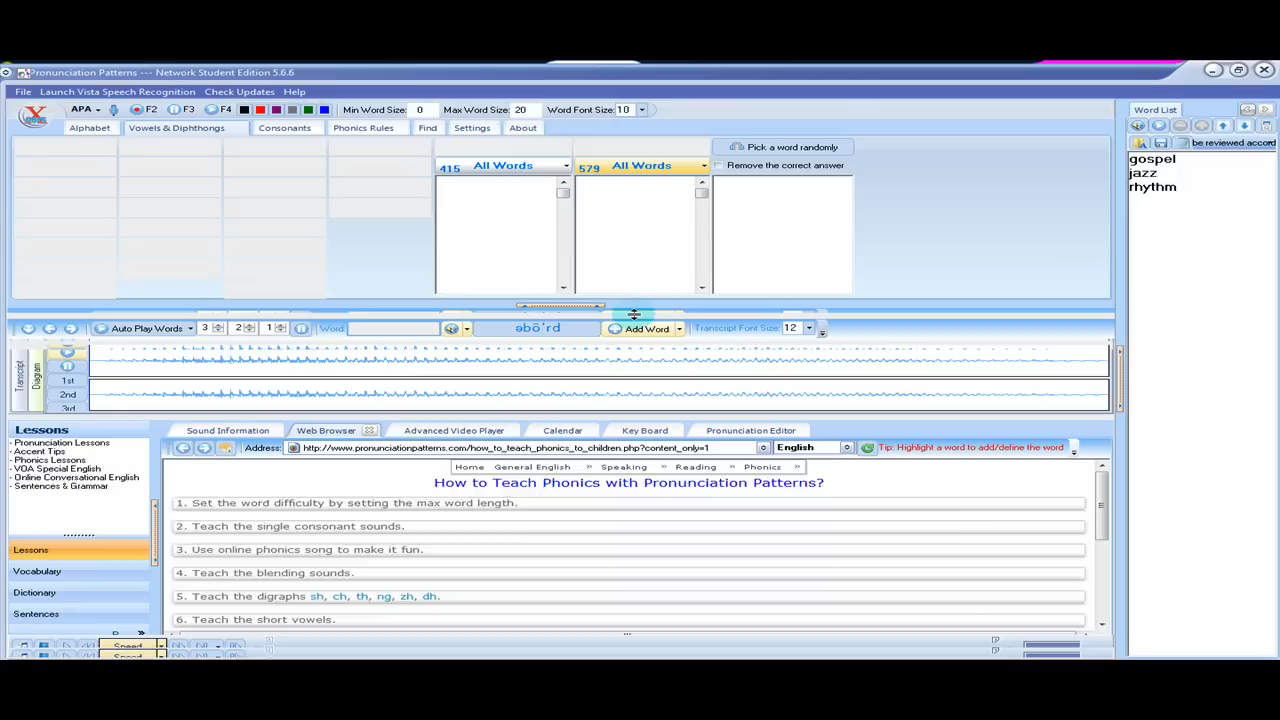 Pronunciation Patterns --- Network Student Edition 5.6.6
File Launch Vista Speech Recognition Check Updates Help
APA F2 F3 F4 Min Word Size: 0 Max Word Size: 20 Word Font Size: 10
Alphabet Vowels & Diphthongs Consonants Phonics Rules Find Settings About
Pick a word randomly
415 All Words 579 All Words Remove the correct answer
Auto Play Words 3 2 1 Word əbō'rd Add Word Transcript Font Size: 12
Transcript
Diagram
1st
2nd
3rd
Lessons
- Pronunciation Lessons
- Accent Tips
- Phonics Lessons
- VOA Special English
- Online Conversational English
- Sentences & Grammar
Lessons
Vocabulary
Dictionary
Sentences
Sound Information Web Browser Advanced Video Player Calendar Key Board Pronunciation Editor
Address: http://www.pronunciationpatterns.com/how_to_teach_phonics_to_children.php?content_only=1 English Tip: Highlight a word to add/define the word
Home General English » Speaking » Reading » Phonics »
How to Teach Phonics with Pronunciation Patterns?
1. Set the word difficulty by setting the max word length.
2. Teach the single consonant sounds.
3. Use online phonics song to make it fun.
4. Teach the blending sounds.
5. Teach the digraphs sh, ch, th, ng, zh, dh.
6. Teach the short vowels.
Speed
Speed
Word List
be reviewed accord
gospel
jazz
rhythm